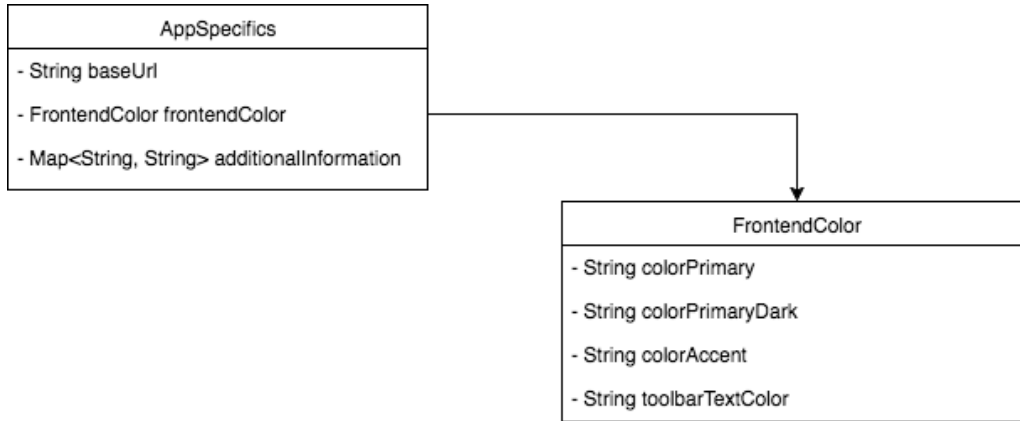 AppSpecifics
- String baseUrl
- FrontendColor frontendColor
- Map<String, String> additionalInformation
FrontendColor
- String colorPrimary
- String colorPrimaryDark
- String colorAccent
- String toolbarTextColor